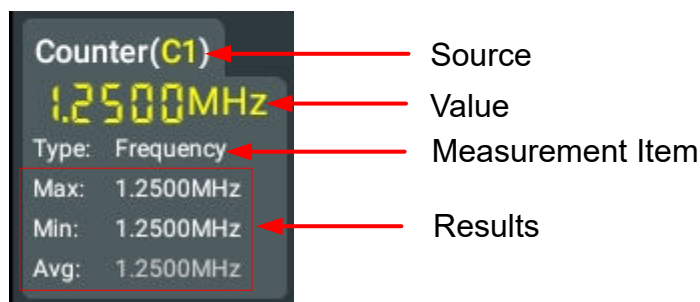 Counter(C1) Source
1.2500MHz Value
Type: Frequency Measurement Item
Max: 1.2500MHz
Min: 1.2500MHz Results
Avg: 1.2500MHz